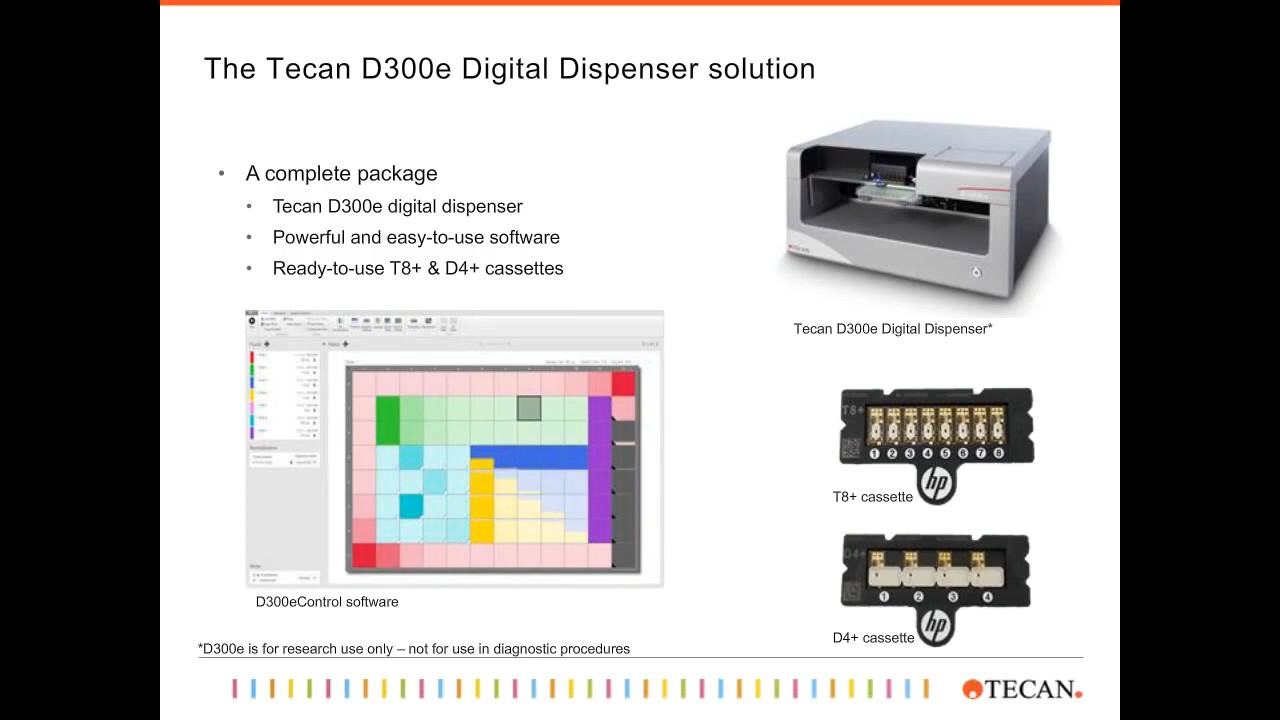 The Tecan D300e Digital Dispenser solution
• A complete package
• Tecan D300e digital dispenser
• Powerful and easy-to-use software
• Ready-to-use T8+ & D4+ cassettes
TECAN
Tecan D300e Digital Dispenser*
T8+
1 2 3 4 5 6 7 8
hp
T8+ cassette
D4+
1 2 3 4
hp
D4+ cassette
D300eControl software
*D300e is for research use only – not for use in diagnostic procedures
TECAN.